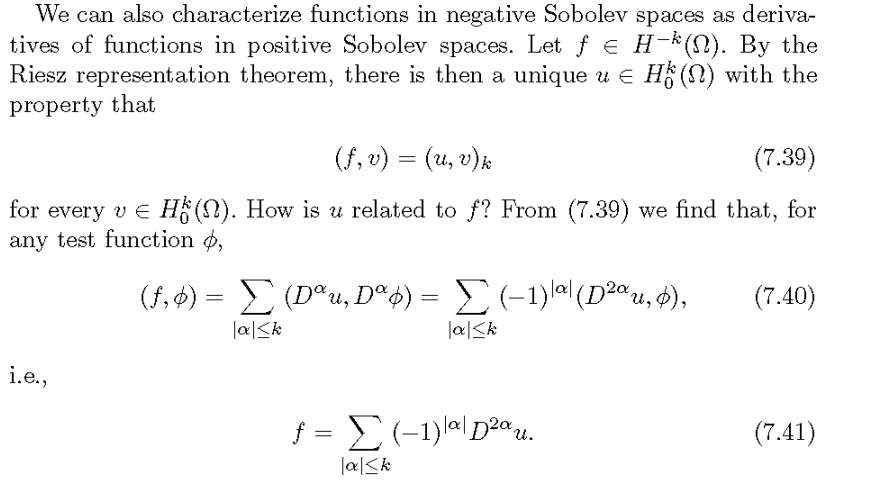 We can also characterize functions in negative Sobolev spaces as deriva-
tives of functions in positive Sobolev spaces. Let f ∈ H⁻ᵏ(Ω). By the
Riesz representation theorem, there is then a unique u ∈ H₀ᵏ(Ω) with the
property that
(f, v) = (u, v)ₖ (7.39)
for every v ∈ H₀ᵏ(Ω). How is u related to f? From (7.39) we find that, for
any test function ϕ,
(f, ϕ) = ∑_{|α|≤k} (D^α u, D^α ϕ) = ∑_{|α|≤k} (−1)^{|α|} (D^{2α} u, ϕ), (7.40)
i.e.,
f = ∑_{|α|≤k} (−1)^{|α|} D^{2α} u. (7.41)